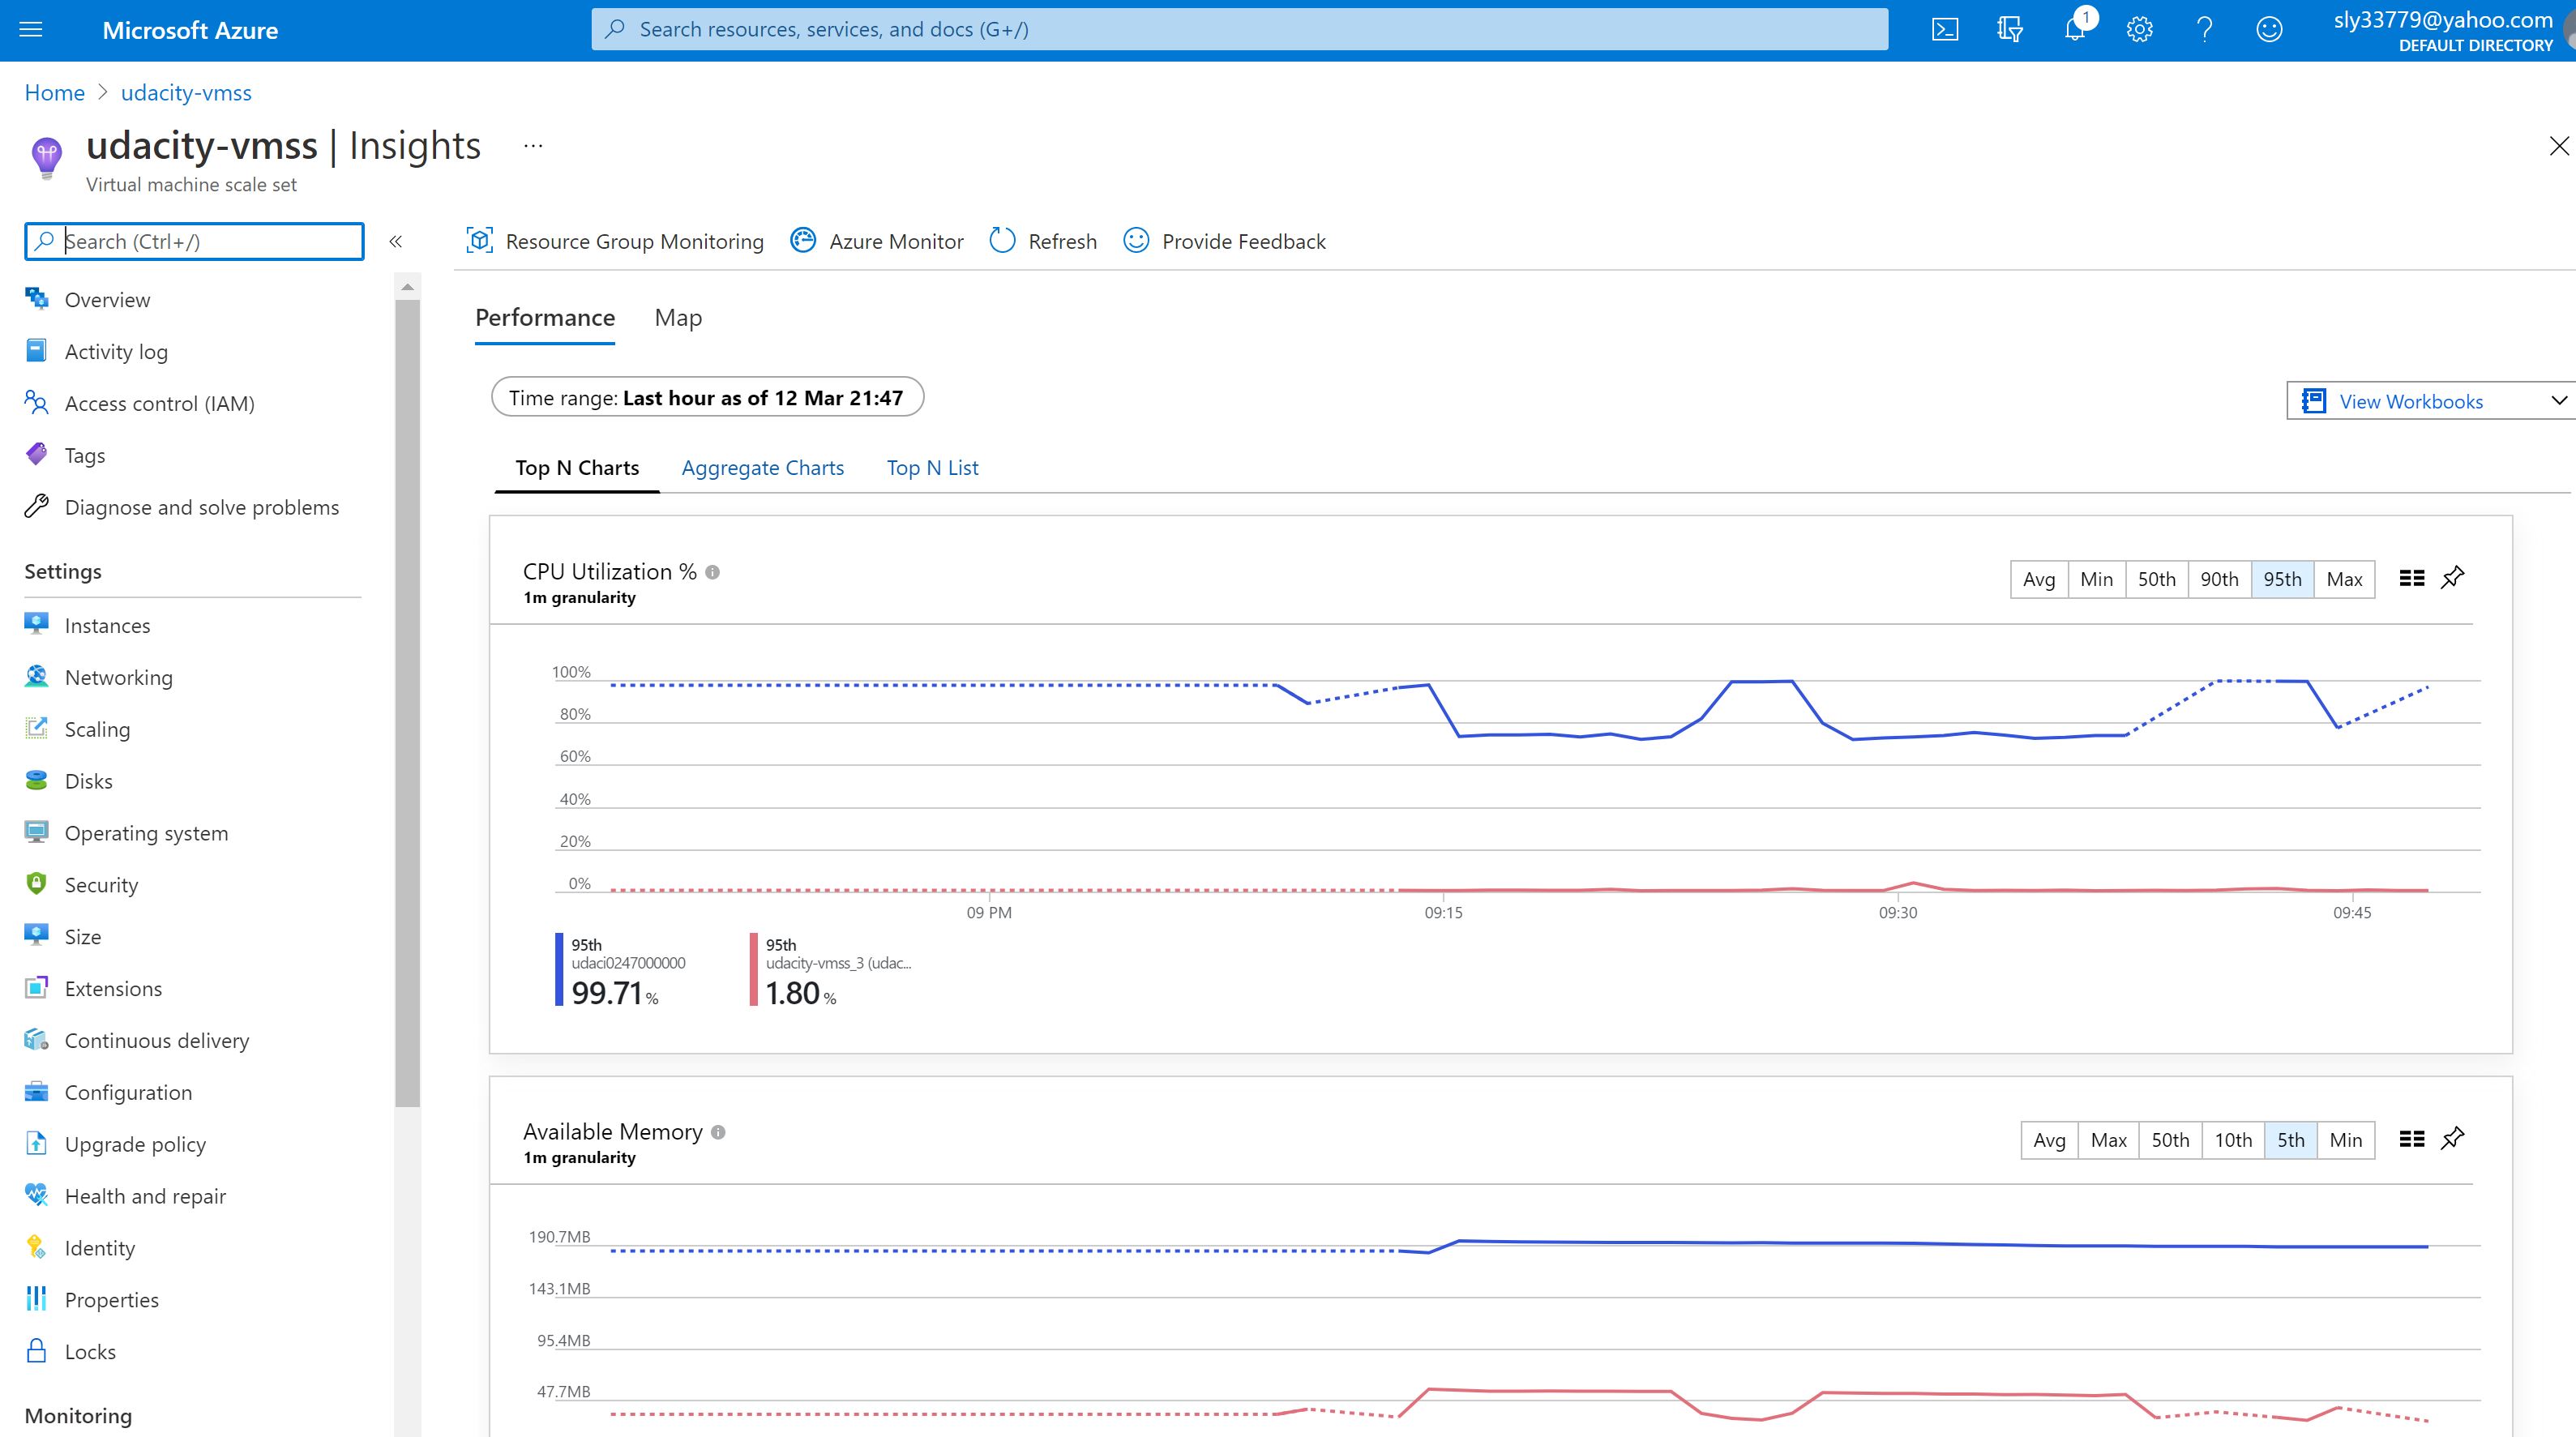 Microsoft Azure
Search resources, services, and docs (G+/)
1
sly33779@yahoo.com
DEFAULT DIRECTORY
Home > udacity-vmss
udacity-vmss | Insights ...
Virtual machine scale set
Search (Ctrl+/)
«
Overview
Activity log
Access control (IAM)
Tags
Diagnose and solve problems
Settings
Instances
Networking
Scaling
Disks
Operating system
Security
Size
Extensions
Continuous delivery
Configuration
Upgrade policy
Health and repair
Identity
Properties
Locks
Monitoring
Resource Group Monitoring
Azure Monitor
Refresh
Provide Feedback
Performance
Map
Time range: Last hour as of 12 Mar 21:47
View Workbooks
Top N Charts
Aggregate Charts
Top N List
CPU Utilization %
1m granularity
Avg Min 50th 90th 95th Max
100%
80%
60%
40%
20%
0%
09 PM 09:15 09:30 09:45
95th
udaci0247000000
99.71 %
95th
udacity-vmss_3 (udac...
1.80 %
Available Memory
1m granularity
Avg Max 50th 10th 5th Min
190.7MB
143.1MB
95.4MB
47.7MB